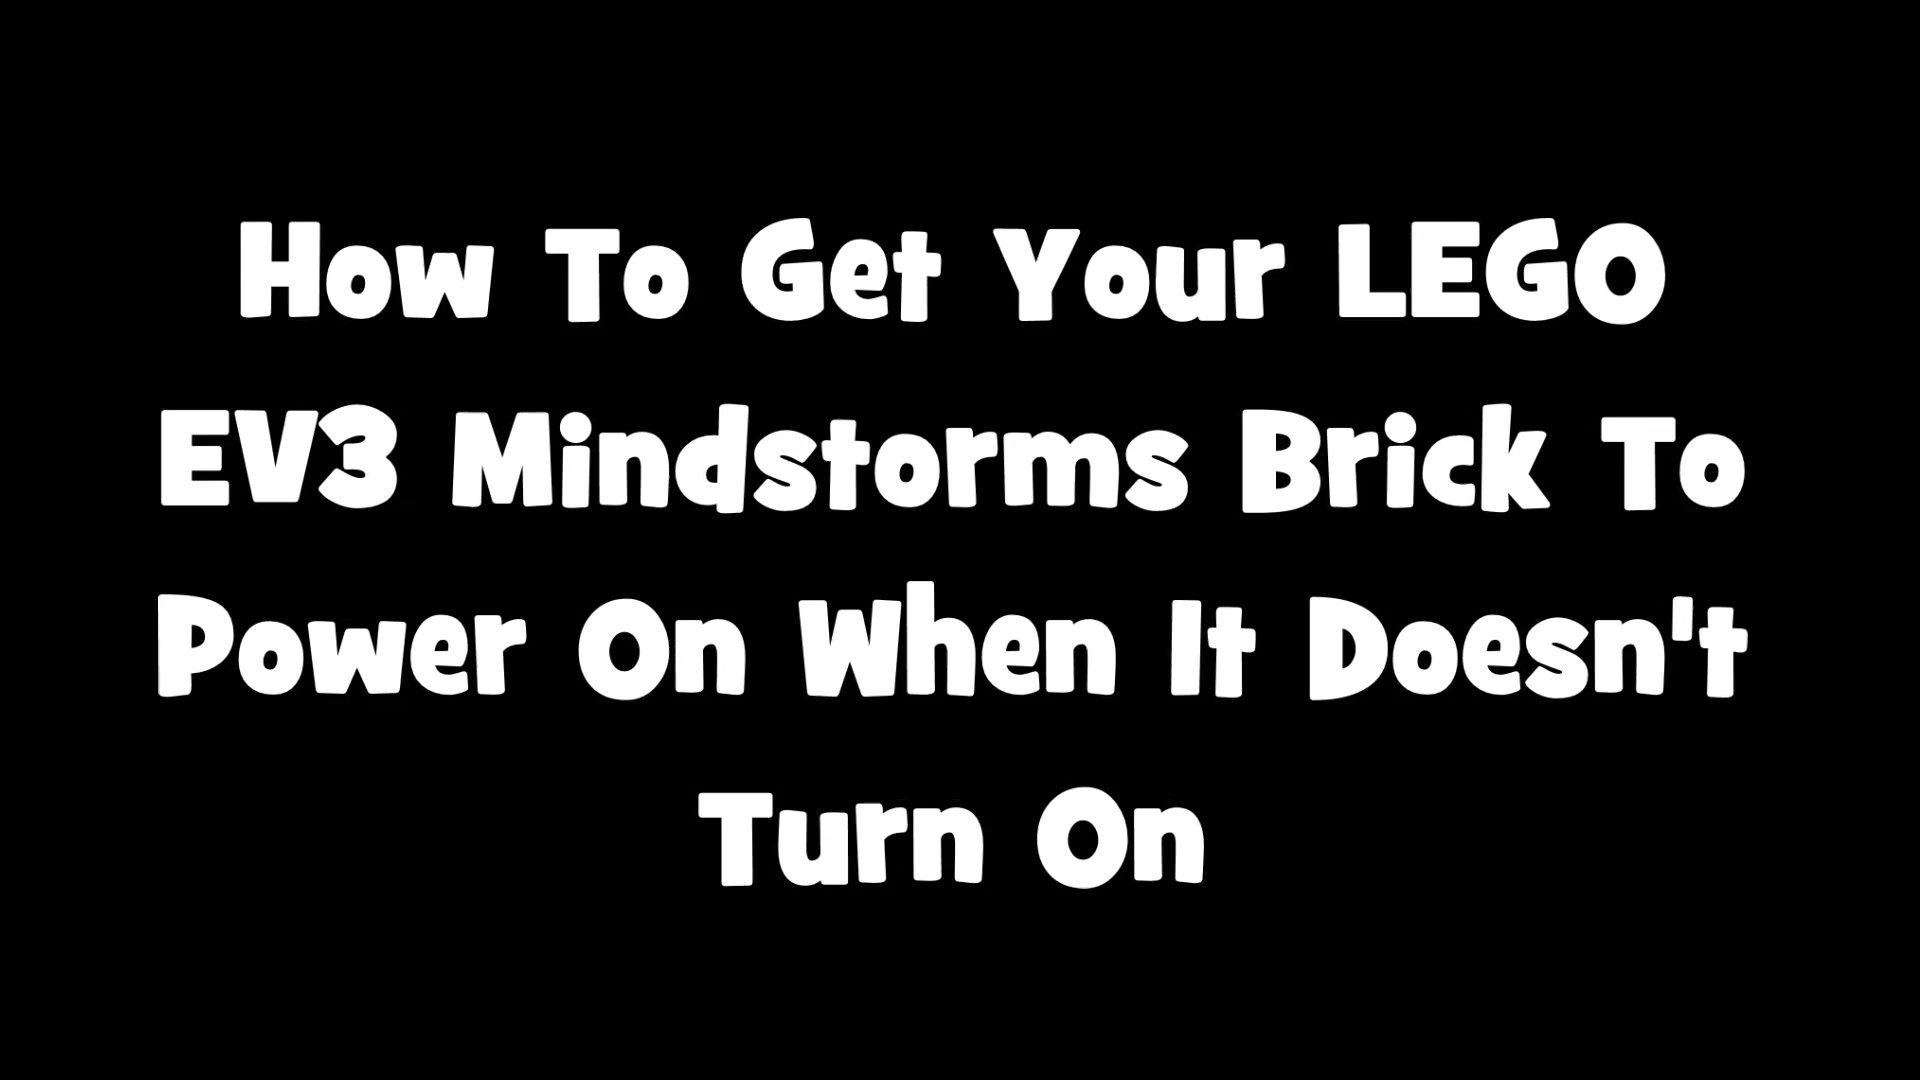 How To Get Your LEGO
EV3 Mindstorms Brick To
Power On When It Doesn't
Turn On